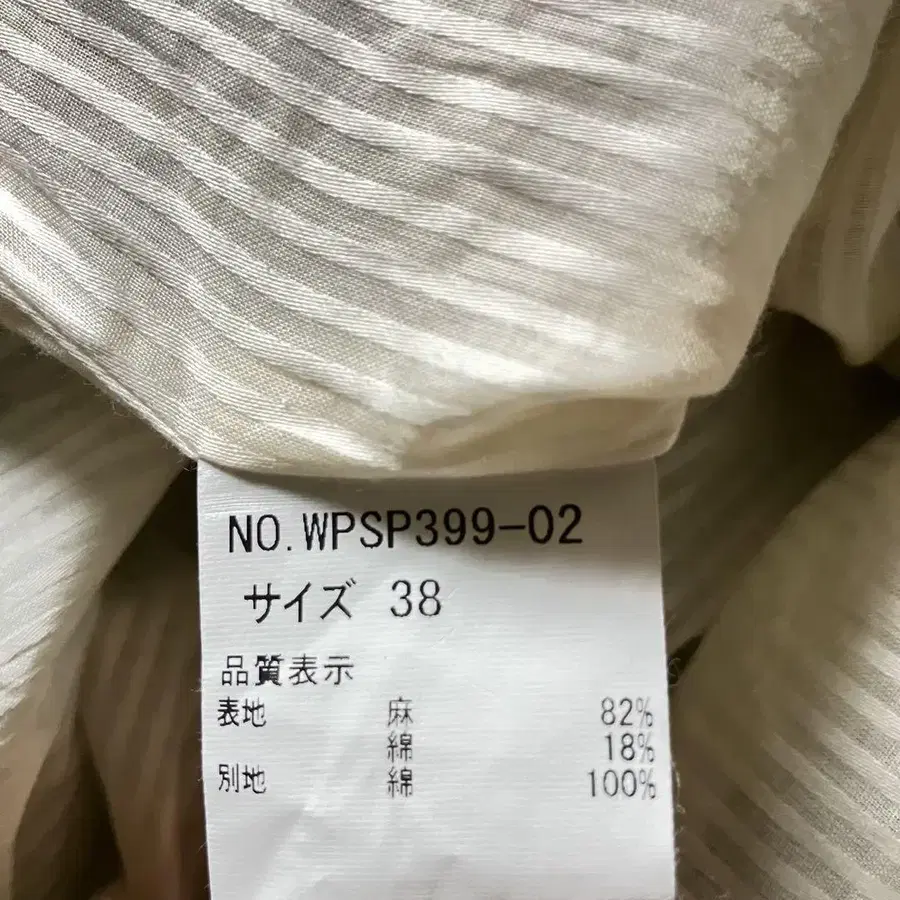 NO.WPSP399-02
サイズ 38
品質表示
表地 麻 82%
綿 18%
別地 綿 100%